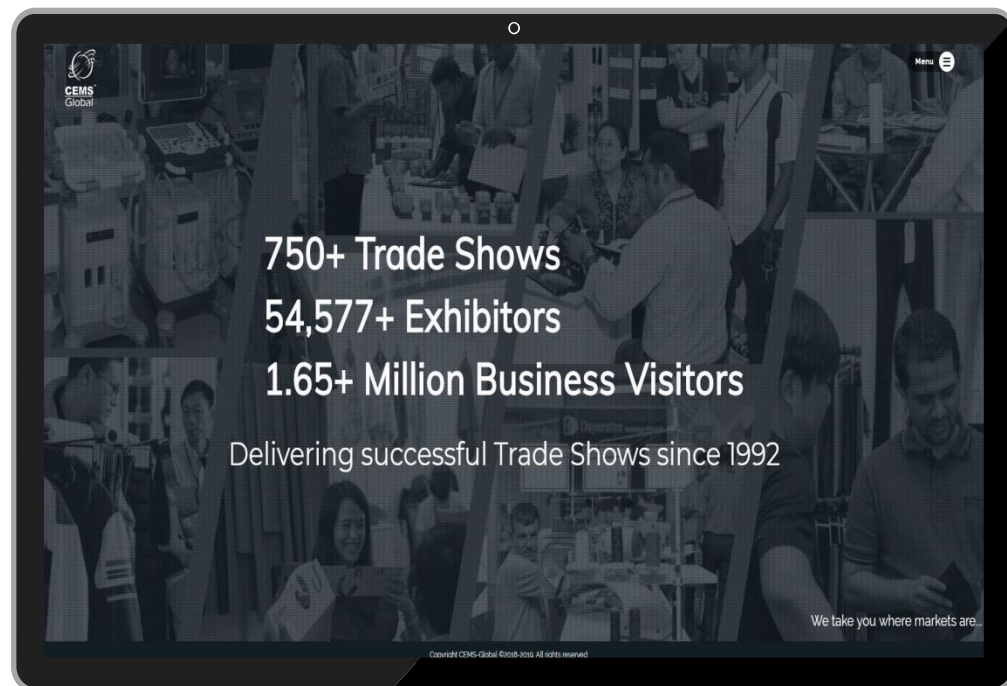 CEMS
Global
Menu
750+ Trade Shows
54,577+ Exhibitors
1.65+ Million Business Visitors
Delivering successful Trade Shows since 1992
We take you where markets are...
Copyright CEMS-Global ©2018-2019. All rights reserved